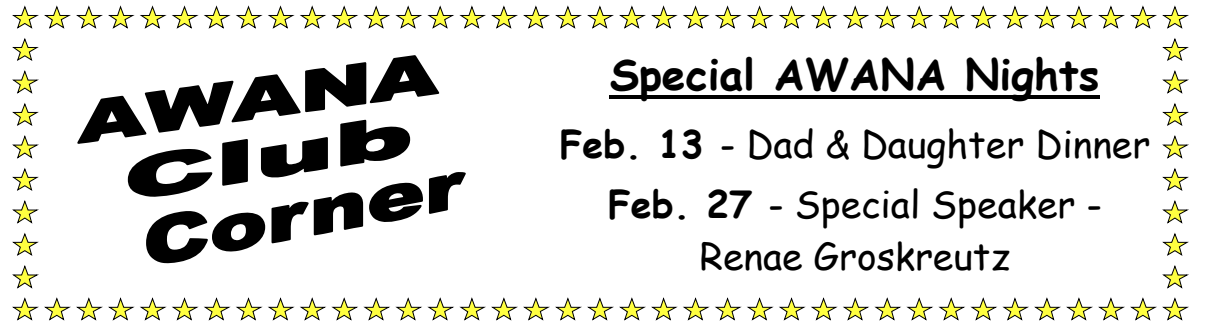 AWANA
Club
Corner
Special AWANA Nights
Feb. 13 - Dad & Daughter Dinner
Feb. 27 - Special Speaker -
Renae Groskreutz